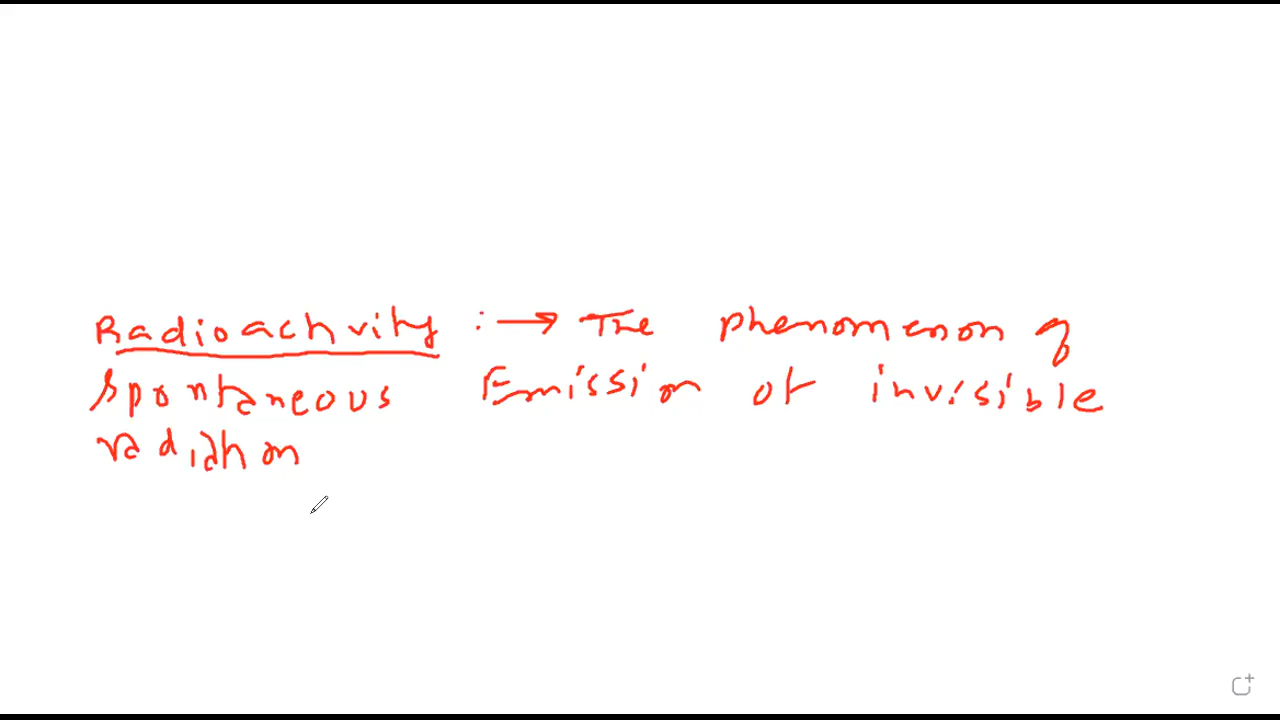 Radioactivity :→ The phenomenon of
Spontaneous Emission of invisible
radiation